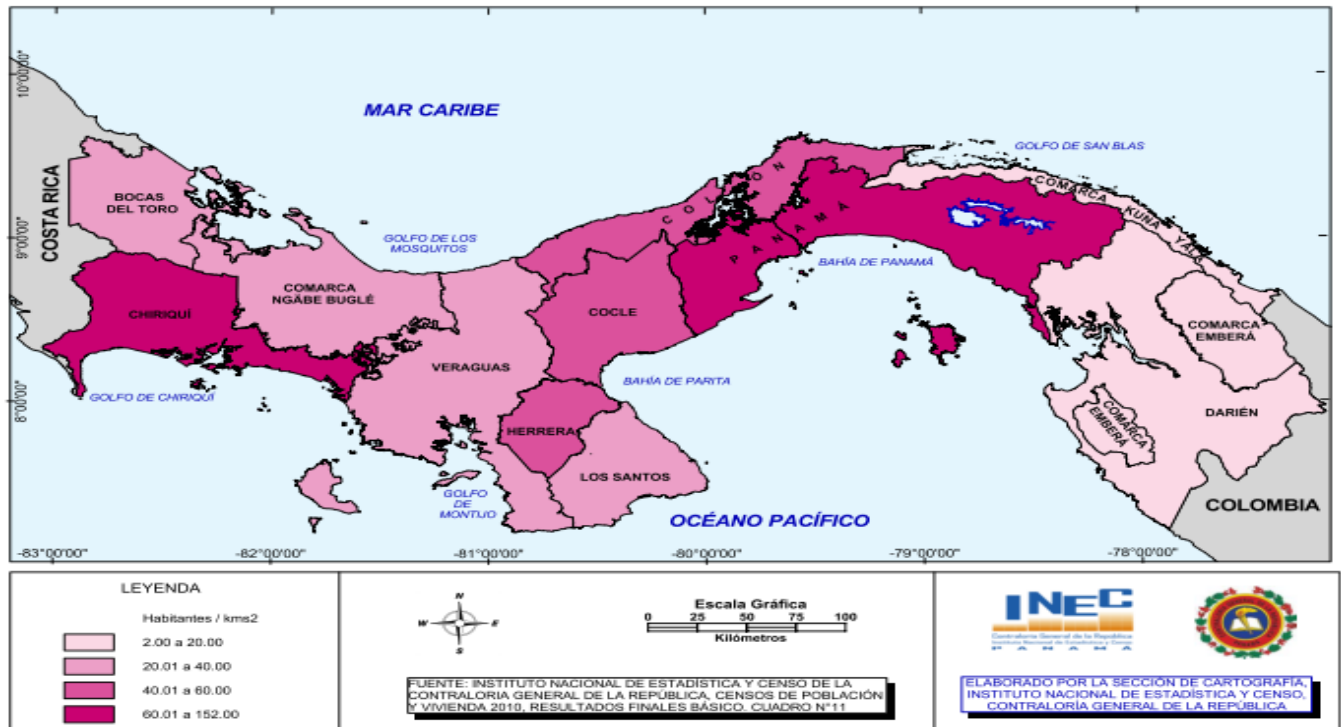 MAR CARIBE
GOLFO DE SAN BLAS
COSTA RICA
BOCAS
DEL TORO
COLON
COMARCA KUNA YALA
PANAMA
GOLFO DE LOS
MOSQUITOS
BAHÍA DE PANAMÁ
COMARCA
NGÄBE BUGLÉ
CHIRIQUÍ
COCLE
COMARCA
EMBERÁ
VERAGUAS
BAHÍA DE PARITA
GOLFO DE CHIRIQUÍ
DARIÉN
COMARCA
EMBERÁ
HERRERA
LOS SANTOS
GOLFO
DE
MONTIJO
COLOMBIA
OCÉANO PACÍFICO
10°00'00"
9°00'00"
8°00'00"
-83°00'00"
-82°00'00"
-81°00'00"
-80°00'00"
-79°00'00"
-78°00'00"
LEYENDA
Habitantes / kms2
2.00 a 20.00
20.01 a 40.00
40.01 a 60.00
60.01 a 152.00
N
W E
S
Escala Gráfica
0 25 50 75 100
Kilómetros
FUENTE: INSTITUTO NACIONAL DE ESTADÍSTICA Y CENSO DE LA
CONTRALORIA GENERAL DE LA REPÚBLICA, CENSOS DE POBLACIÓN
Y VIVIENDA 2010, RESULTADOS FINALES BÁSICO. CUADRO N°11
INEC
Contraloría General de la República
Instituto Nacional de Estadística y Censo
PANAMÁ
ELABORADO POR LA SECCIÓN DE CARTOGRAFÍA,
INSTITUTO NACIONAL DE ESTADÍSTICA Y CENSO,
CONTRALORÍA GENERAL DE LA REPÚBLICA